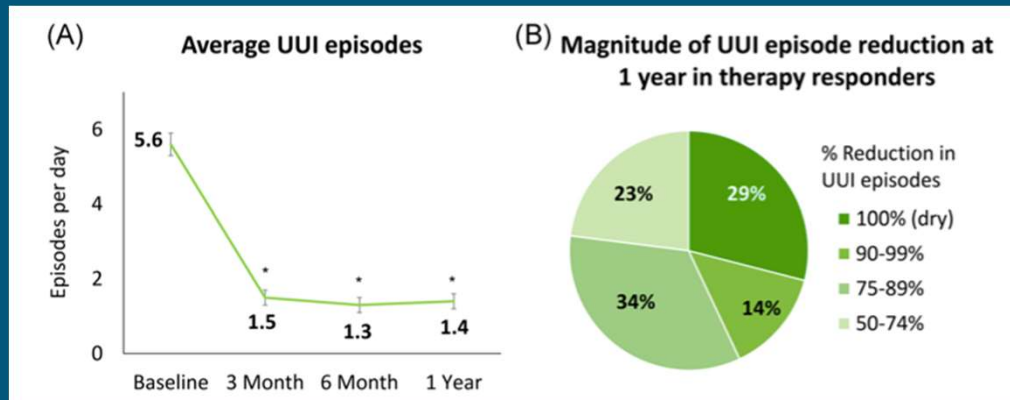 (A)
Average UUI episodes
Episodes per day
6
4
2
0
5.6
*
*
*
1.5
1.3
1.4
Baseline 3 Month 6 Month 1 Year
(B)
Magnitude of UUI episode reduction at
1 year in therapy responders
23%
29%
34%
14%
% Reduction in
UUI episodes
100% (dry)
90-99%
75-89%
50-74%